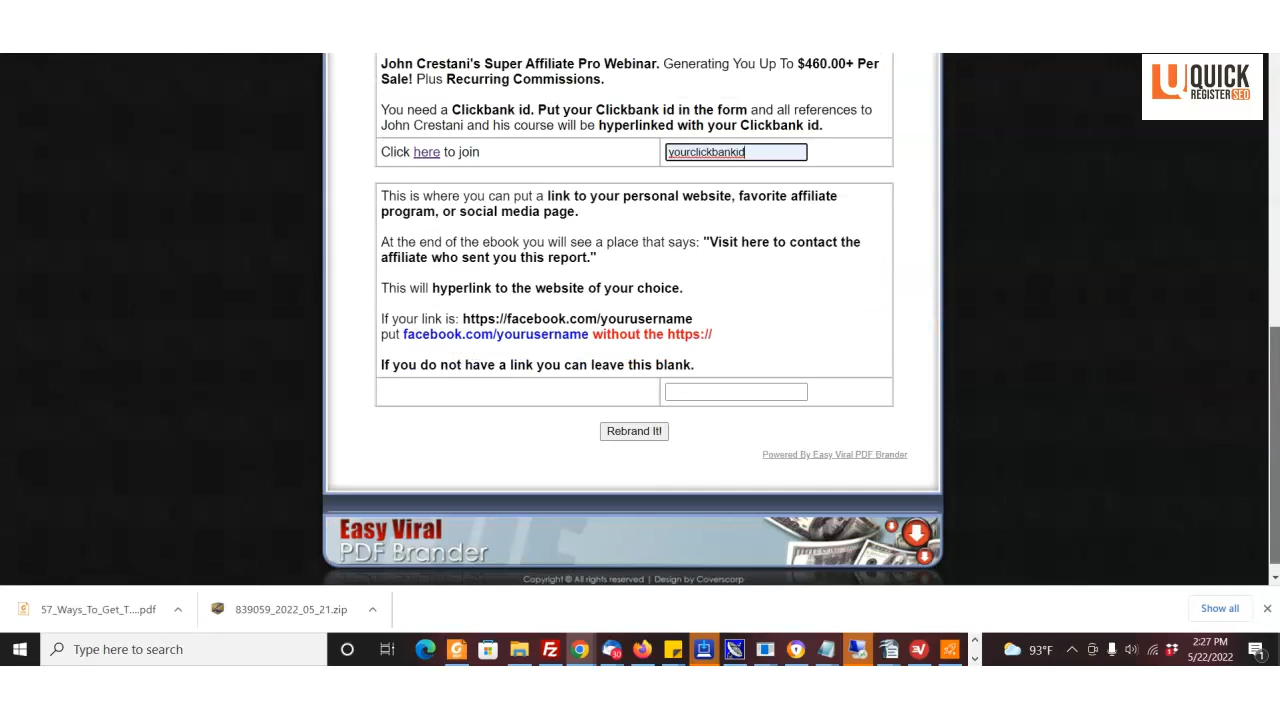 John Crestani's Super Affiliate Pro Webinar. Generating You Up To $460.00+ Per
Sale! Plus Recurring Commissions.
You need a Clickbank id. Put your Clickbank id in the form and all references to
John Crestani and his course will be hyperlinked with your Clickbank id.
Click here to join
yourclickbankid
This is where you can put a link to your personal website, favorite affiliate
program, or social media page.
At the end of the ebook you will see a place that says: "Visit here to contact the
affiliate who sent you this report."
This will hyperlink to the website of your choice.
If your link is: https://facebook.com/yourusername
put facebook.com/yourusername without the https://
If you do not have a link you can leave this blank.
Rebrand It!
Powered By Easy Viral PDF Brander
Easy Viral
PDF Brander
Copyright © All rights reserved | Design by Coverscorp
57_Ways_To_Get_T....pdf
839059_2022_05_21.zip
Show all
Type here to search
30
93°F
2:27 PM
5/22/2022
1
QUICK
REGISTERSEO